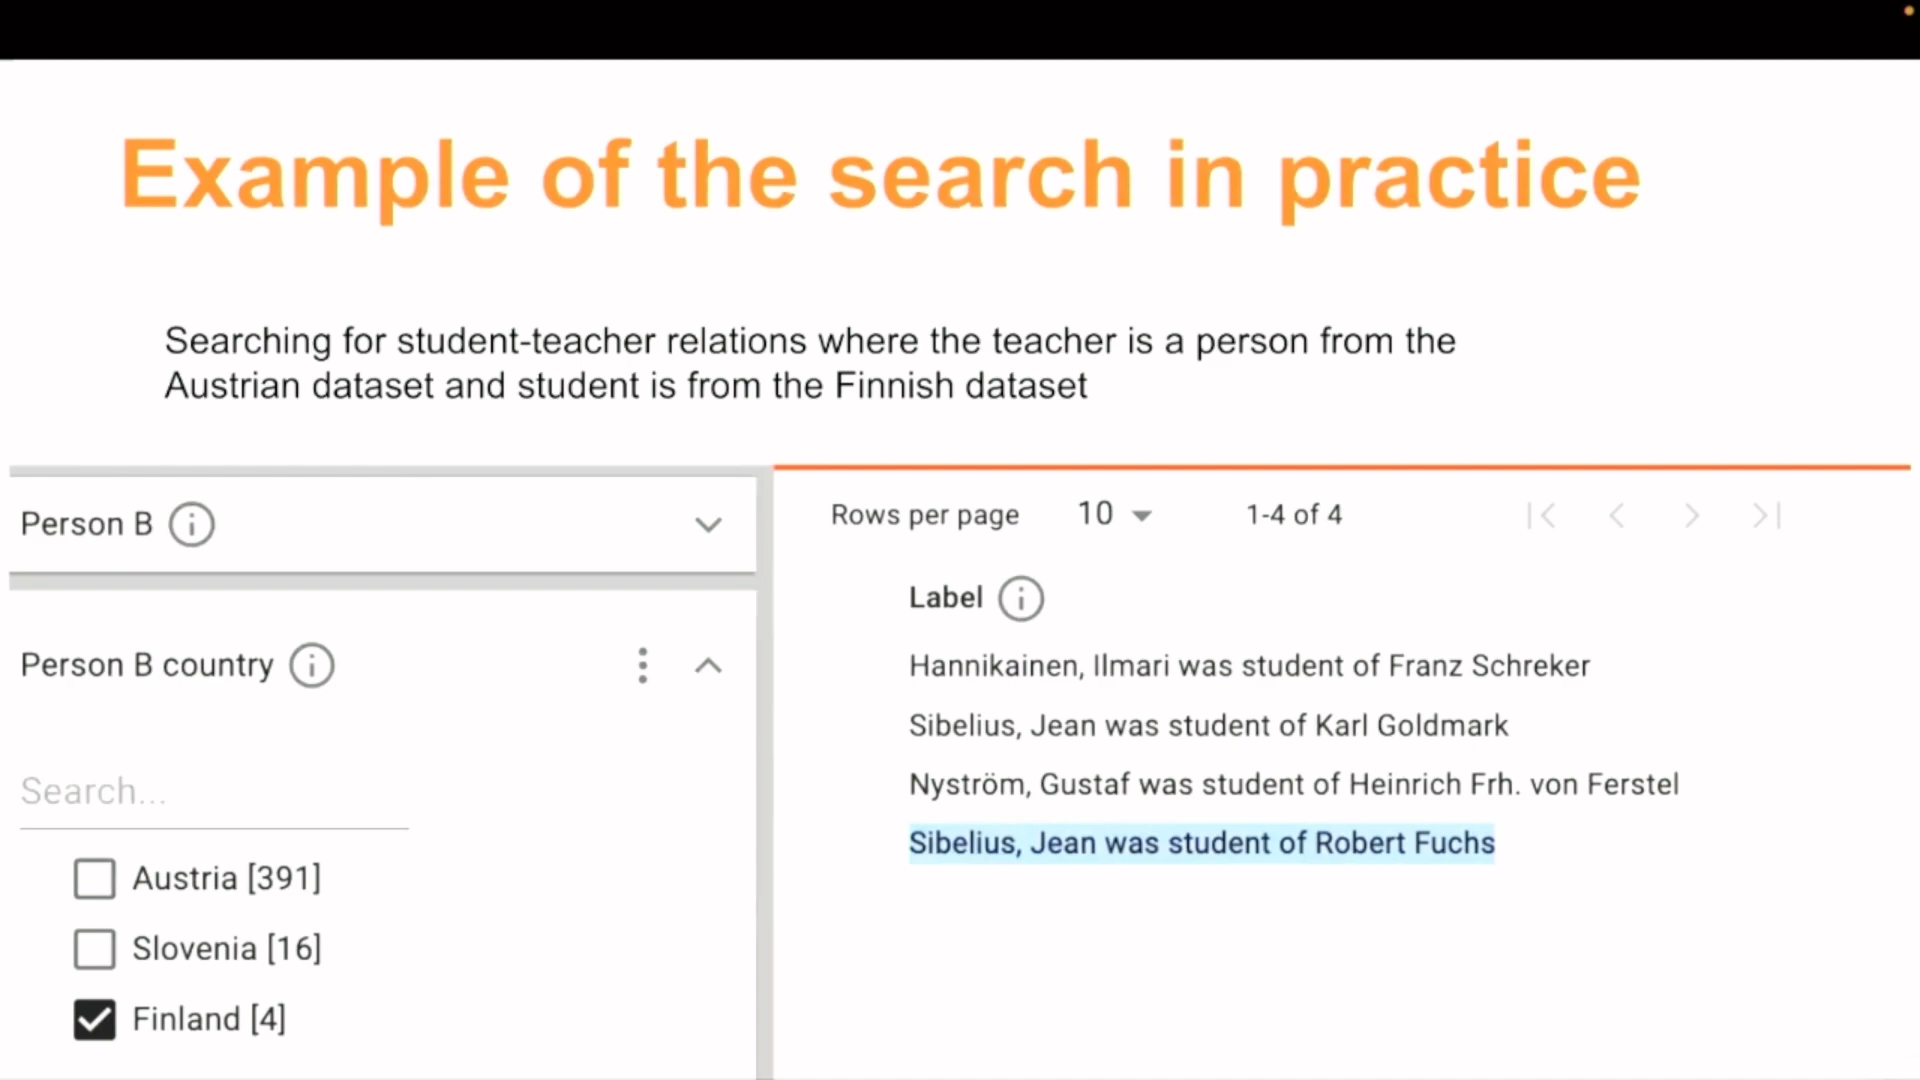 Example of the search in practice
Searching for student-teacher relations where the teacher is a person from the
Austrian dataset and student is from the Finnish dataset
Person B
Person B country
Search...
Austria [391]
Slovenia [16]
Finland [4]
Rows per page 10 1-4 of 4
Label
Hannikainen, Ilmari was student of Franz Schreker
Sibelius, Jean was student of Karl Goldmark
Nyström, Gustaf was student of Heinrich Frh. von Ferstel
Sibelius, Jean was student of Robert Fuchs